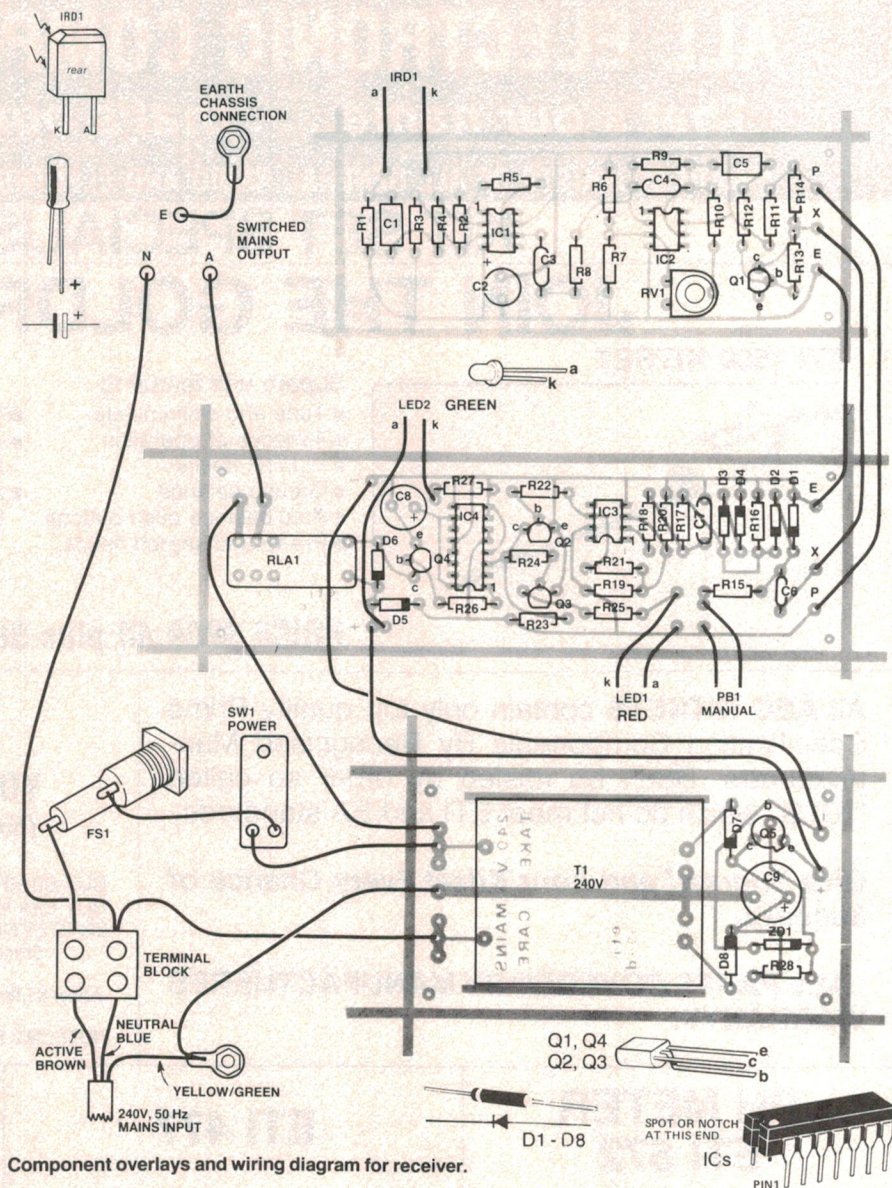 IRD1
rear
K A
+
+
EARTH
CHASSIS
CONNECTION
E
SWITCHED
MAINS
OUTPUT
N
A
IRD1
a k
R1
C1
R3
R4
R2
R5
1
IC1
+
C2
C3
R8
R6
R7
R9
C4
1
IC2
RV1
C5
R10
R12
R11
R14
R13
c
b
Q1
e
P
X
E
a
k
LED2 GREEN
a k
RLA1
D6
D5
C8
+
e
b
Q4
c
R27
IC4
1
R26
R22
c
e
b
Q2
R24
Q3
R23
IC3
R21
R19
R25
R18
R20
R17
C7
D3
D4
R16
D2
D1
R15
C6
E
X
P
k a
LED1
RED
PB1
MANUAL
SW1
POWER
FS1
TERMINAL
BLOCK
ACTIVE
BROWN
NEUTRAL
BLUE
YELLOW/GREEN
240V, 50 Hz
MAINS INPUT
T1
240V
TAKE CARE
240 V MAINS
D7
b
Q5
c
e
C9
+
ZD1
D8
R28
+
Q1, Q4
Q2, Q3
e
c
b
D1 - D8
SPOT OR NOTCH
AT THIS END
ICs
PIN1
Component overlays and wiring diagram for receiver.